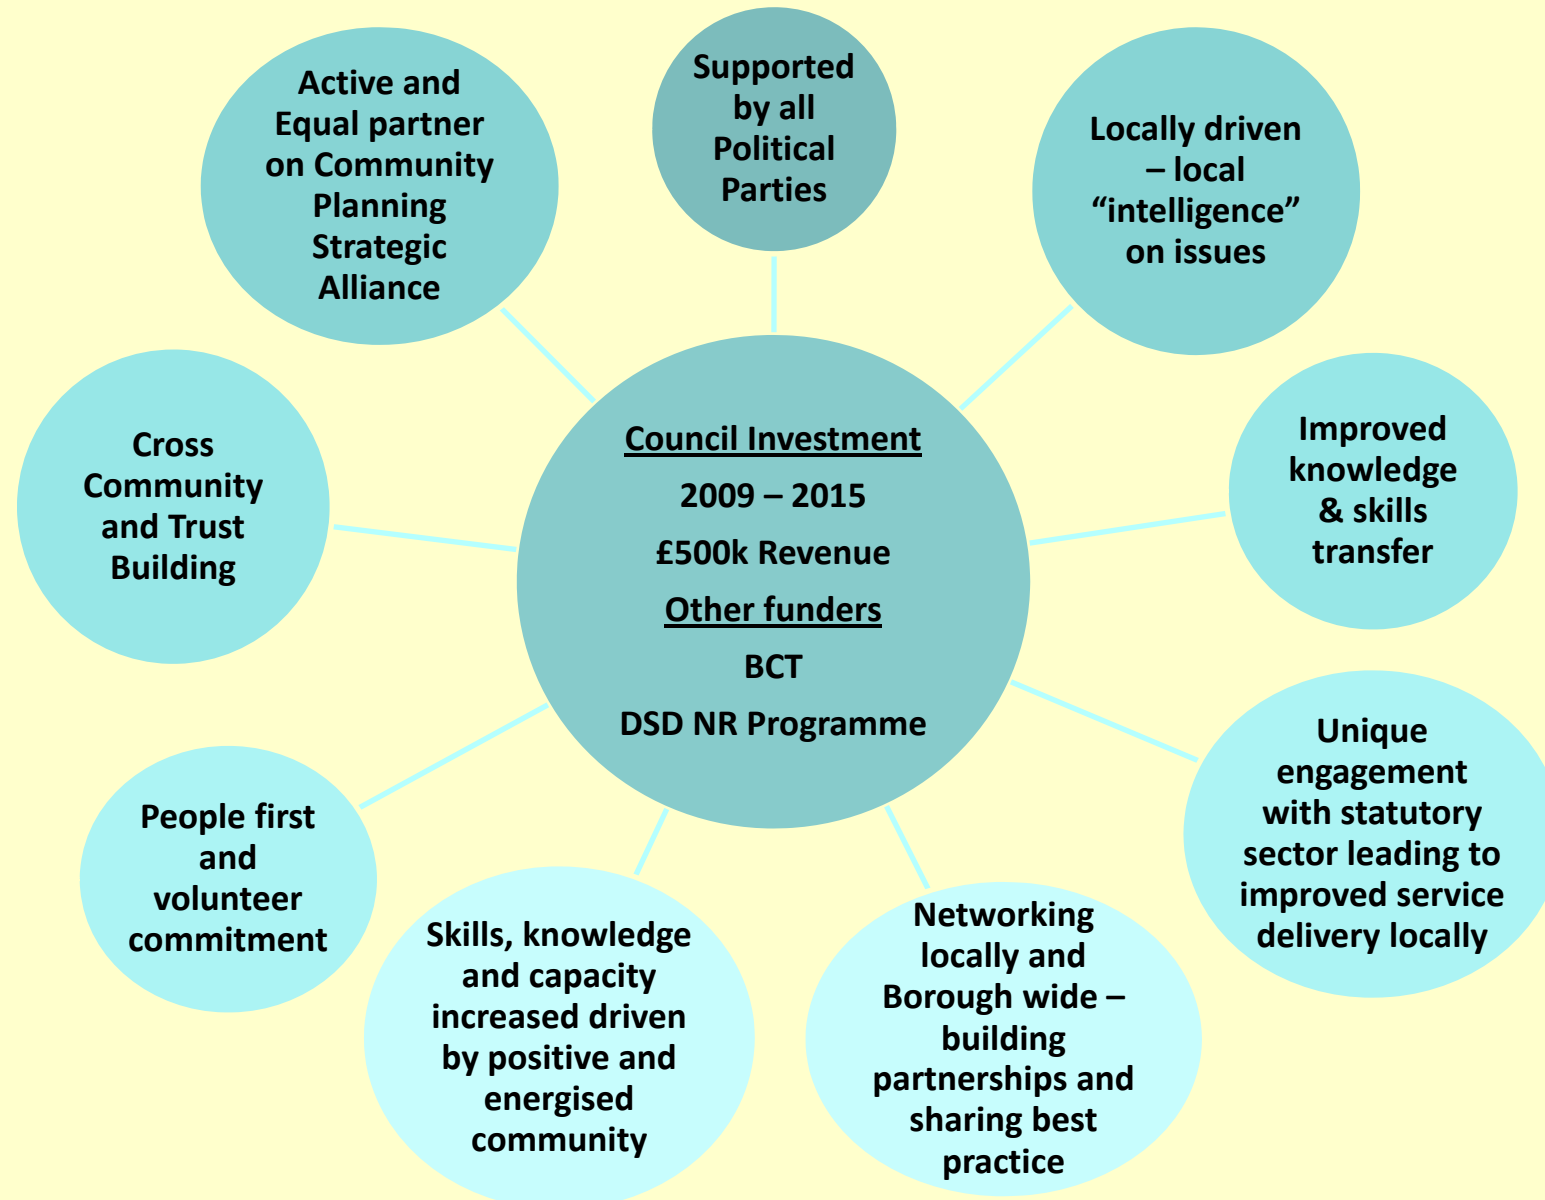 Supported
by all
Political
Parties
Locally driven
– local
“intelligence”
on issues
Improved
knowledge
& skills
transfer
Unique
engagement
with statutory
sector leading to
improved service
delivery locally
Networking
locally and
Borough wide –
building
partnerships and
sharing best
practice
Skills, knowledge
and capacity
increased driven
by positive and
energised
community
People first
and
volunteer
commitment
Cross
Community
and Trust
Building
Active and
Equal partner
on Community
Planning
Strategic
Alliance
Council Investment
2009 – 2015
£500k Revenue
Other funders
BCT
DSD NR Programme